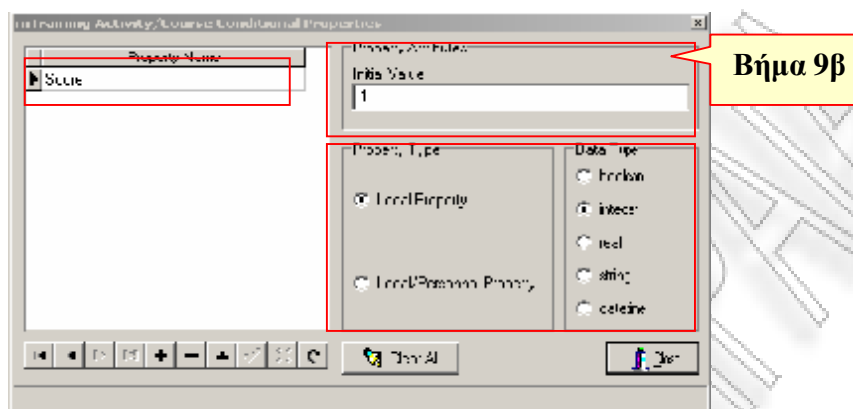 Training Activity/Course Conditional Properties
Property Name
Score
Property Attributes
Initial Value
1
Βήμα 9β
Property Type
Local Property
Local/Personal Property
Data Type
boolean
integer
real
string
datetime
Clear All
Close